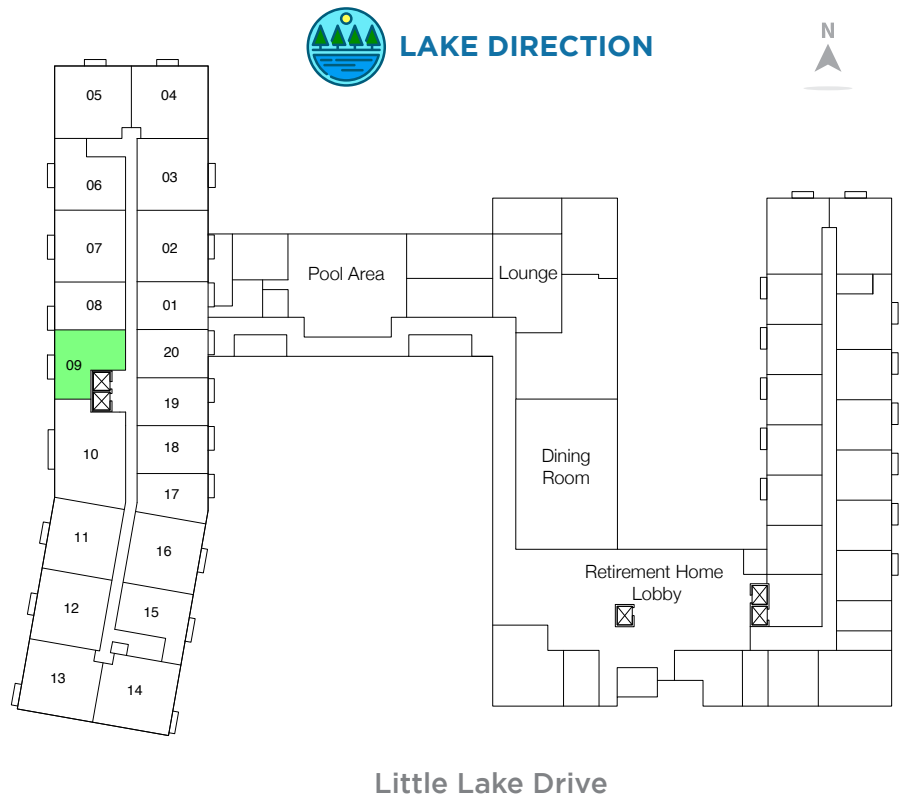 LAKE DIRECTION
N
05
04
06
03
07
02
Pool Area
Lounge
08
01
09
20
19
10
18
Dining
Room
17
11
16
Retirement Home
Lobby
12
15
13
14
Little Lake Drive